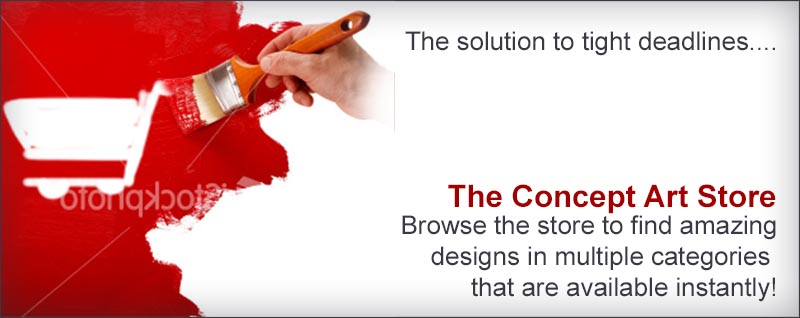 The solution to tight deadlines....
iStockphoto
The Concept Art Store
Browse the store to find amazing
designs in multiple categories
that are available instantly!